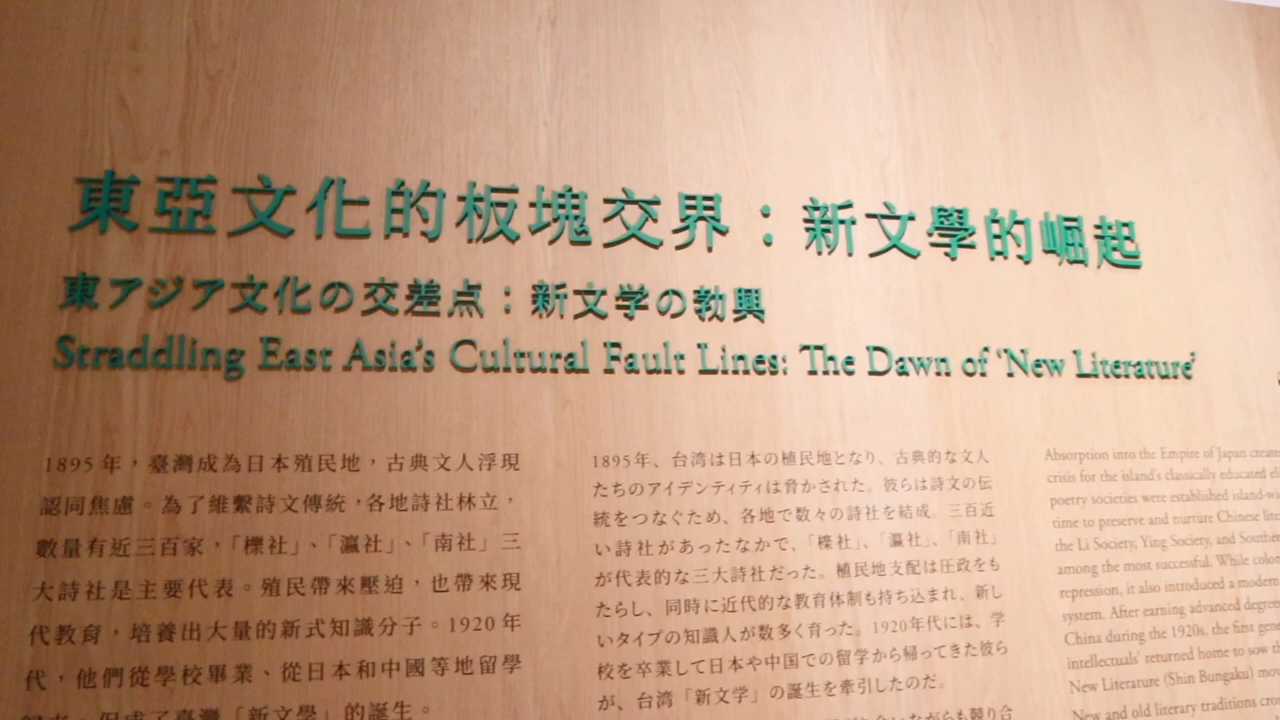 東亞文化的板塊交界：新文學的崛起
東アジア文化の交差点：新文学の勃興
Straddling East Asia's Cultural Fault Lines: The Dawn of 'New Literature'
1895年，臺灣成為日本殖民地，古典文人浮現
認同焦慮。為了維繫詩文傳統，各地詩社林立，
數量有近三百家，「櫟社」、「瀛社」、「南社」三
大詩社是主要代表。殖民帶來壓迫，也帶來現
代教育，培養出大量的新式知識分子。1920年
代，他們從學校畢業、從日本和中國等地留學
臺灣「新文學」的誕生。
1895年、台湾は日本の植民地となり、古典的な文人
たちのアイデンティティは脅かされた。彼らは詩文の伝
統をつなぐため、各地で数々の詩社を結成。三百近
い詩社があったなかで、「櫟社」、「瀛社」、「南社」
が代表的な三大詩社だった。植民地支配は圧政をも
たらし、同時に近代的な教育体制も持ち込まれ、新し
いタイプの知識人が数多く育った。1920年代には、学
校を卒業して日本や中国での留学から帰ってきた彼ら
が、台湾「新文学」の誕生を牽引したのだ。
ながらも競り合
Absorption into the Empire of Japan
crisis for the island's classically educated
poetry societies were established
time to preserve and nurture Chinese
the Li Society, Ying Society, and
among the most successful. While
repression, it also introduced a modern
system. After earning advanced
China during the 1920s, the first
intellectuals' returned home to sow
New Literature (Shin Bungaku)
New and old literary traditions